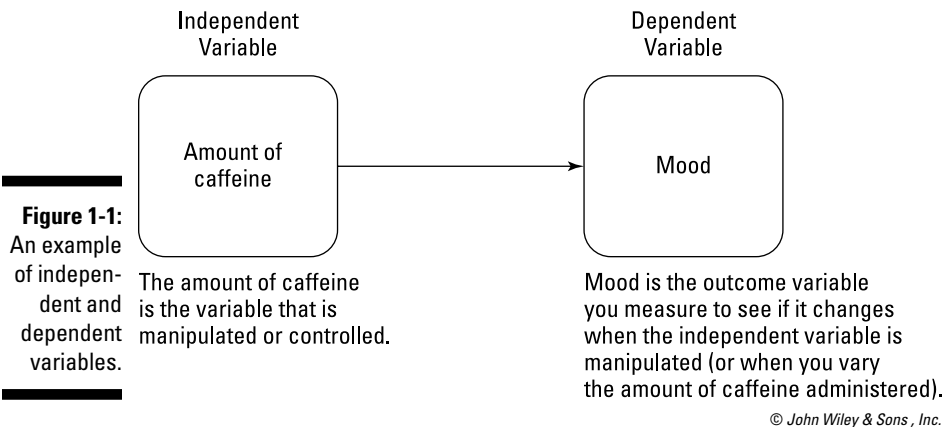 Independent
Variable
Dependent
Variable
Amount of
caffeine
Mood
Figure 1-1:
An example
of indepen-
dent and
dependent
variables.
The amount of caffeine
is the variable that is
manipulated or controlled.
Mood is the outcome variable
you measure to see if it changes
when the independent variable is
manipulated (or when you vary
the amount of caffeine administered).
© John Wiley & Sons , Inc.